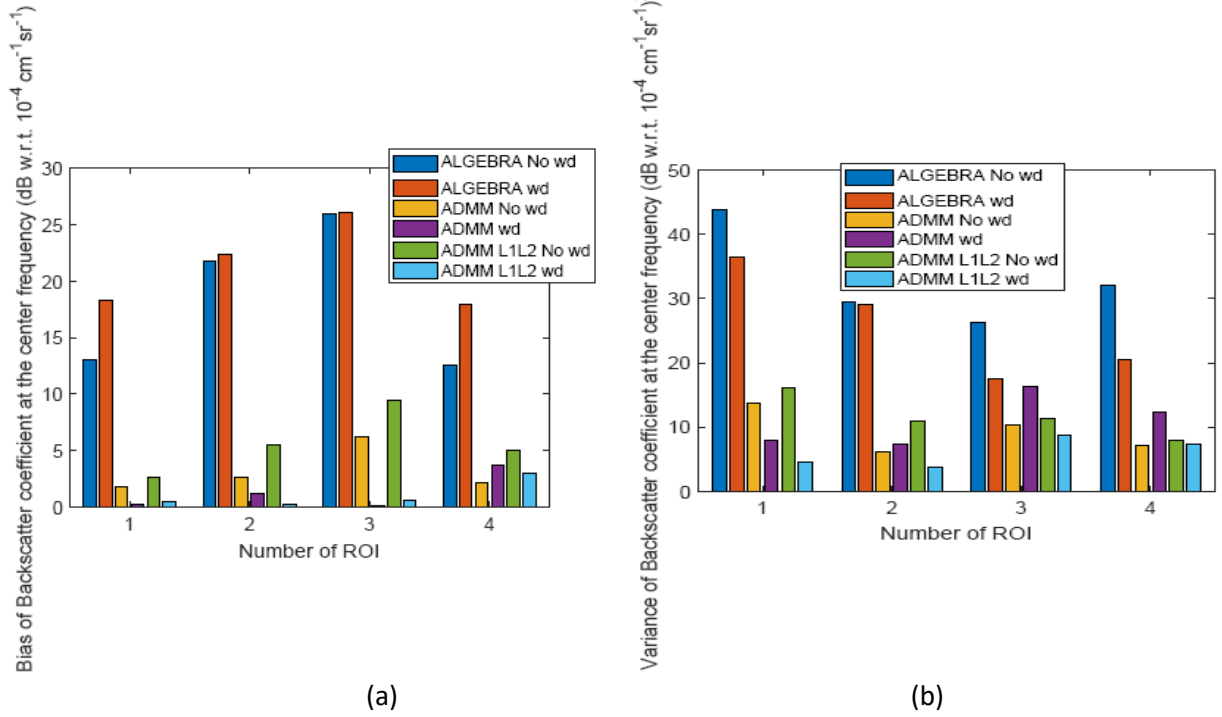 Bias of Backscatter coefficient at the center frequency (dB w.r.t. 10⁻⁴ cm⁻¹sr⁻¹)
30
25
20
15
10
5
0
1 2 3 4
Number of ROI
ALGEBRA No wd
ALGEBRA wd
ADMM No wd
ADMM wd
ADMM L1L2 No wd
ADMM L1L2 wd
(a)
Variance of Backscatter coefficient at the center frequency (dB w.r.t. 10⁻⁴ cm⁻¹sr⁻¹)
50
40
30
20
10
0
1 2 3 4
Number of ROI
ALGEBRA No wd
ALGEBRA wd
ADMM No wd
ADMM wd
ADMM L1L2 No wd
ADMM L1L2 wd
(b)